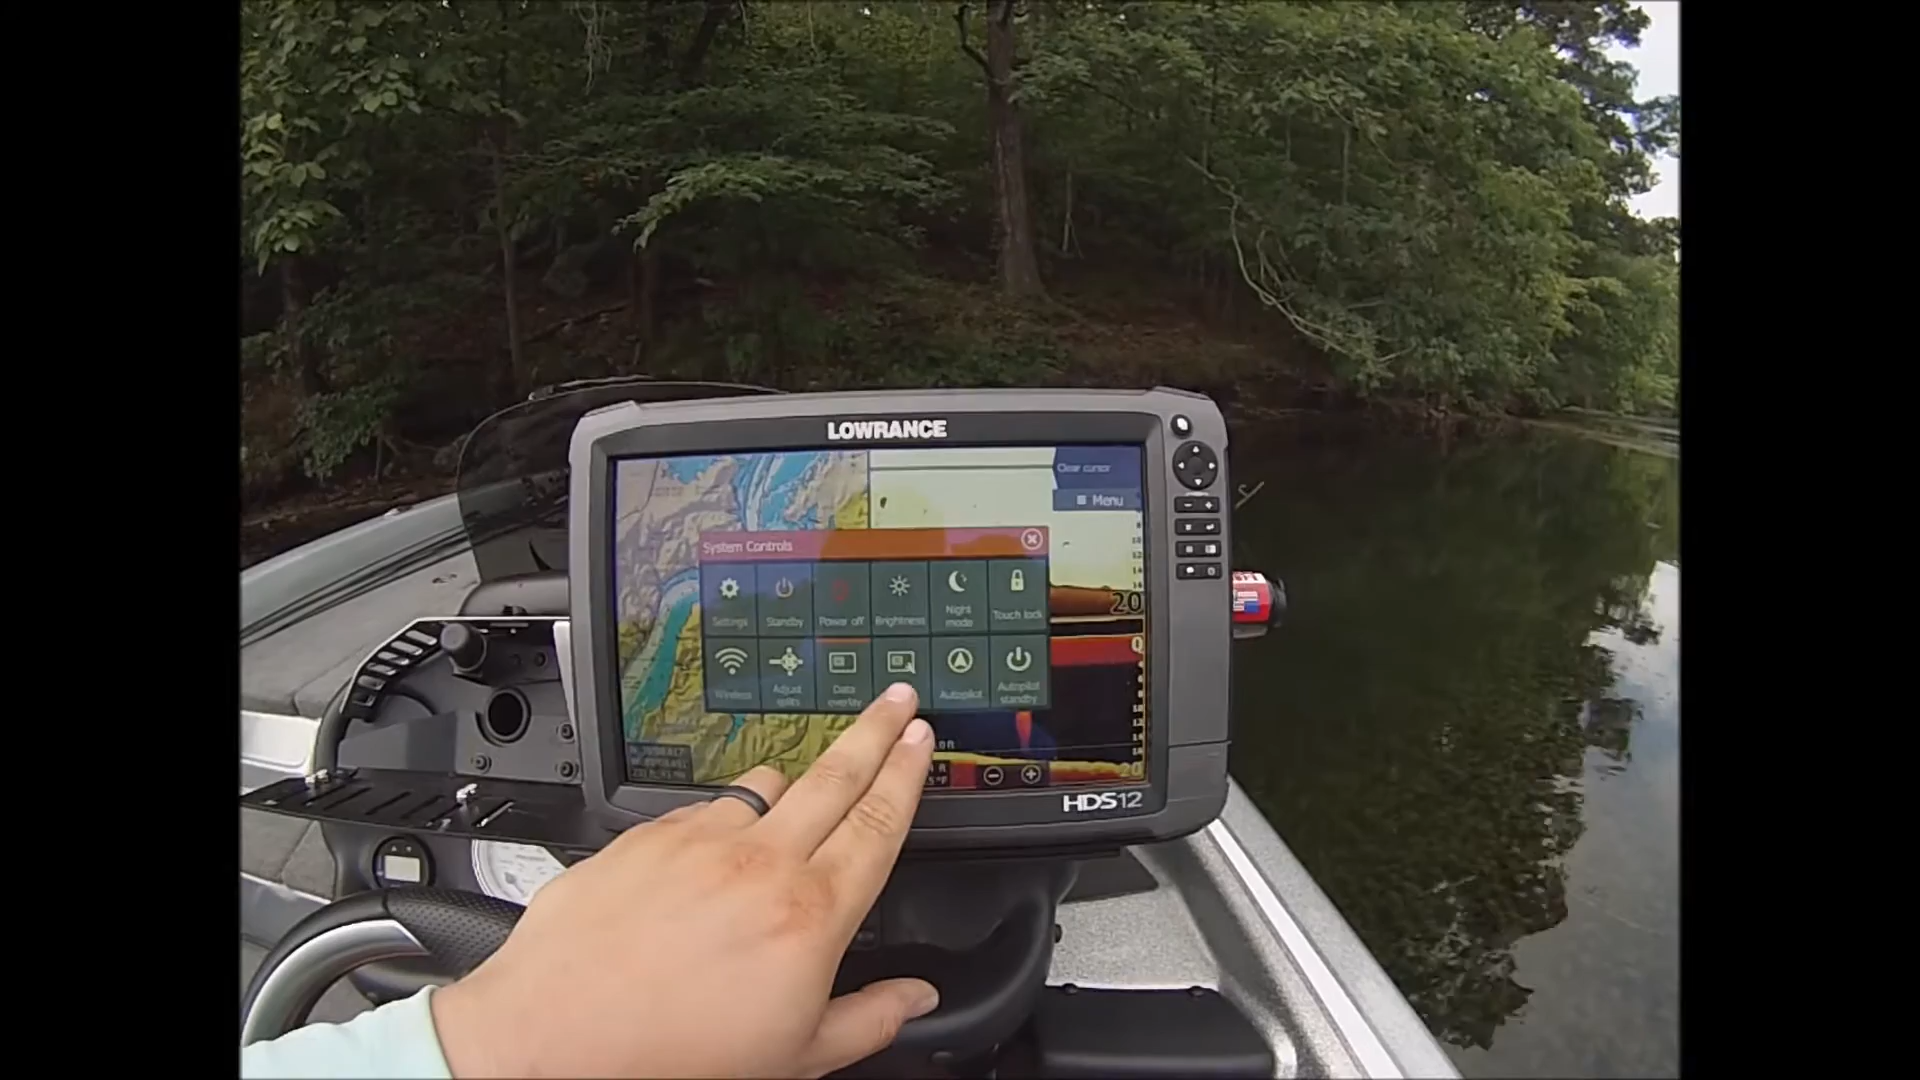 LOWRANCE
Clear cursor
Menu
System Controls
Settings
Standby
Power off
Brightness
Night
mode
Touch lock
20
Wireless
Adjust
splits
Data
overlay
Autopilot
Autopilot
standby
20
HDS12